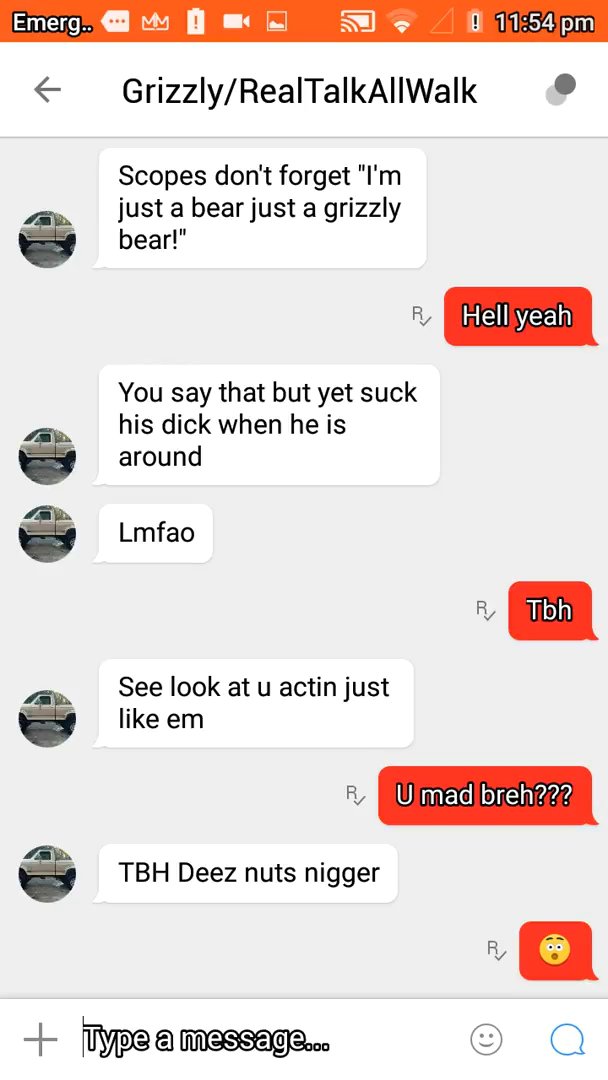 Emerg.. 11:54 pm
Grizzly/RealTalkAllWalk
Scopes don't forget "I'm
just a bear just a grizzly
bear!"
R Hell yeah
You say that but yet suck
his dick when he is
around
Lmfao
R Tbh
See look at u actin just
like em
R U mad breh???
TBH Deez nuts nigger
R 😲
Type a message...